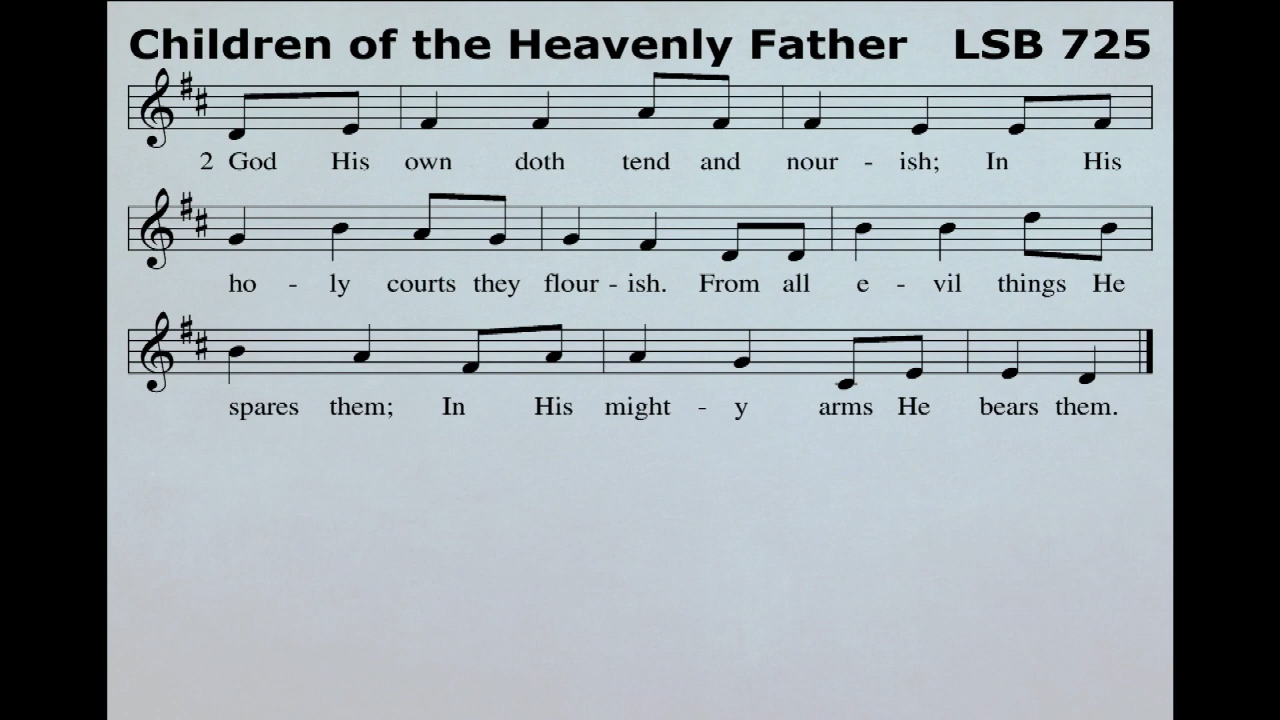 Children of the Heavenly Father LSB 725
2 God His own doth tend and nour - ish; In His
ho - ly courts they flour - ish. From all e - vil things He
spares them; In His might - y arms He bears them.